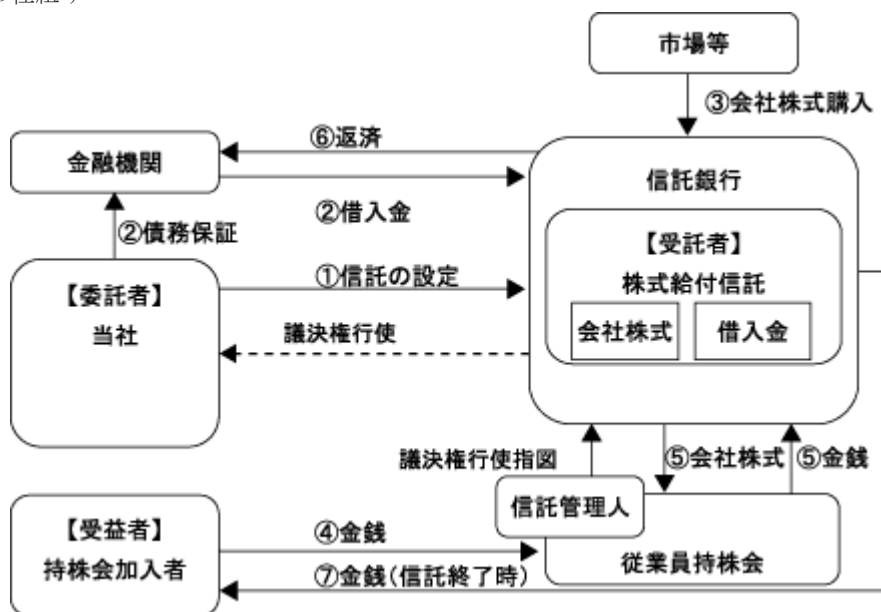 市場等
③会社株式購入
⑥返済
金融機関
信託銀行
②借入金
②債務保証
【受託者】
株式給付信託
会社株式
借入金
①信託の設定
【委託者】
当社
議決権行使
議決権行使指図
⑤会社株式
⑤金銭
信託管理人
従業員持株会
【受益者】
持株会加入者
④金銭
⑦金銭(信託終了時)